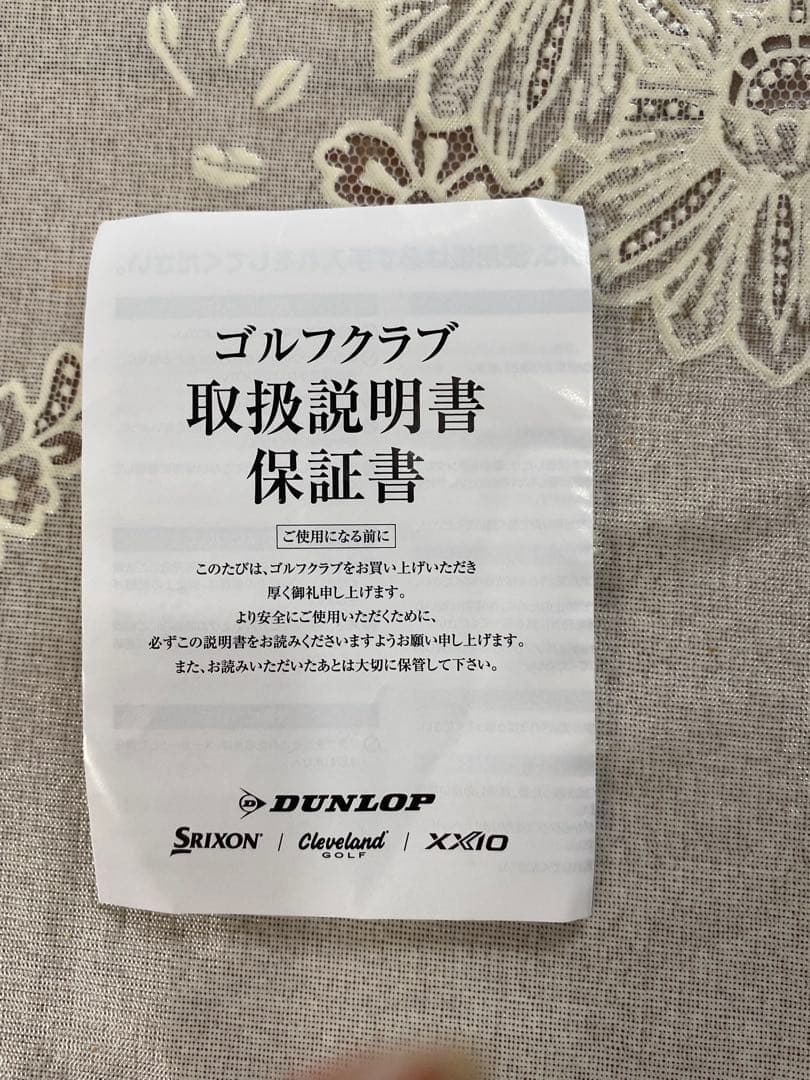 ゴルフクラブ
取扱説明書
保証書
ご使用になる前に
このたびは、ゴルフクラブをお買い上げいただき
厚く御礼申し上げます。
より安全にご使用いただくために、
必ずこの説明書をお読みくださいますようお願い申し上げます。
また、お読みいただいたあとは大切に保管して下さい。
DUNLOP
SRIXON / Cleveland GOLF / XXIO